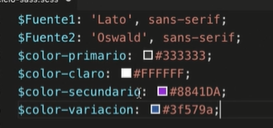 $Fuente1: 'Lato', sans-serif;
$Fuente2: 'Oswald', sans-serif;
$color-primario: #333333;
$color-claro: #FFFFFF;
$color-secundario: #8841DA;
$color-variacion: #3f579a;